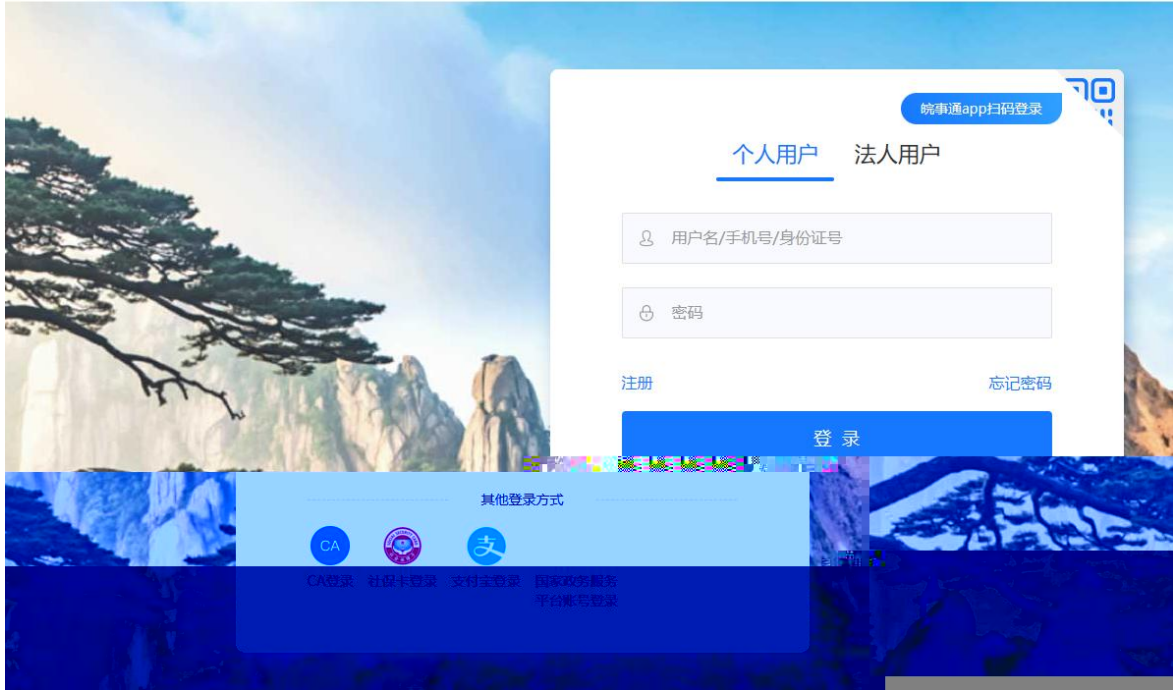 皖事通app扫码登录
个人用户 法人用户
用户名/手机号/身份证号
密码
注册 忘记密码
登 录
其他登录方式
CA
支
CA登录 社保卡登录 支付宝登录 国家政务服务
平台账号登录